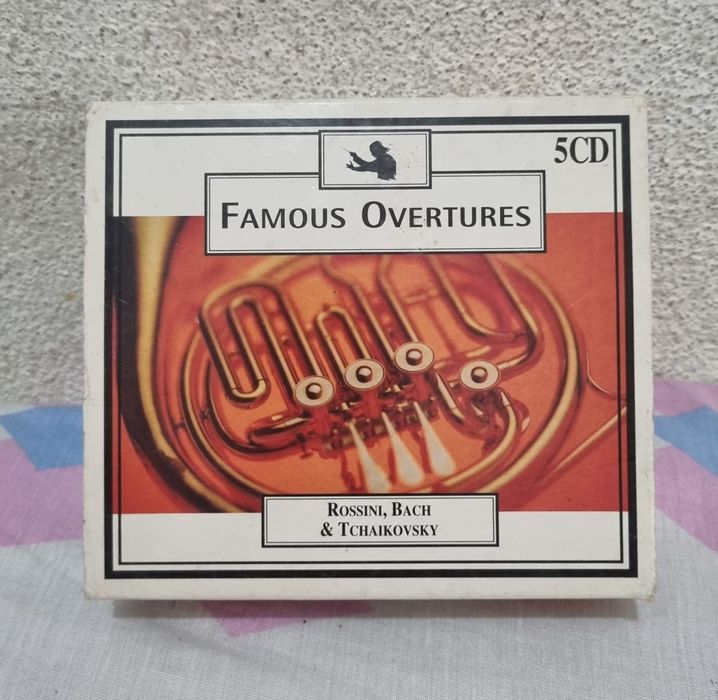 5CD
FAMOUS OVERTURES
ROSSINI, BACH
& TCHAIKOVSKY